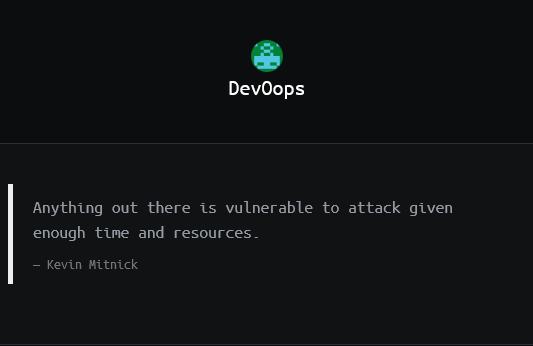 DevOops
Anything out there is vulnerable to attack given
enough time and resources.
— Kevin Mitnick